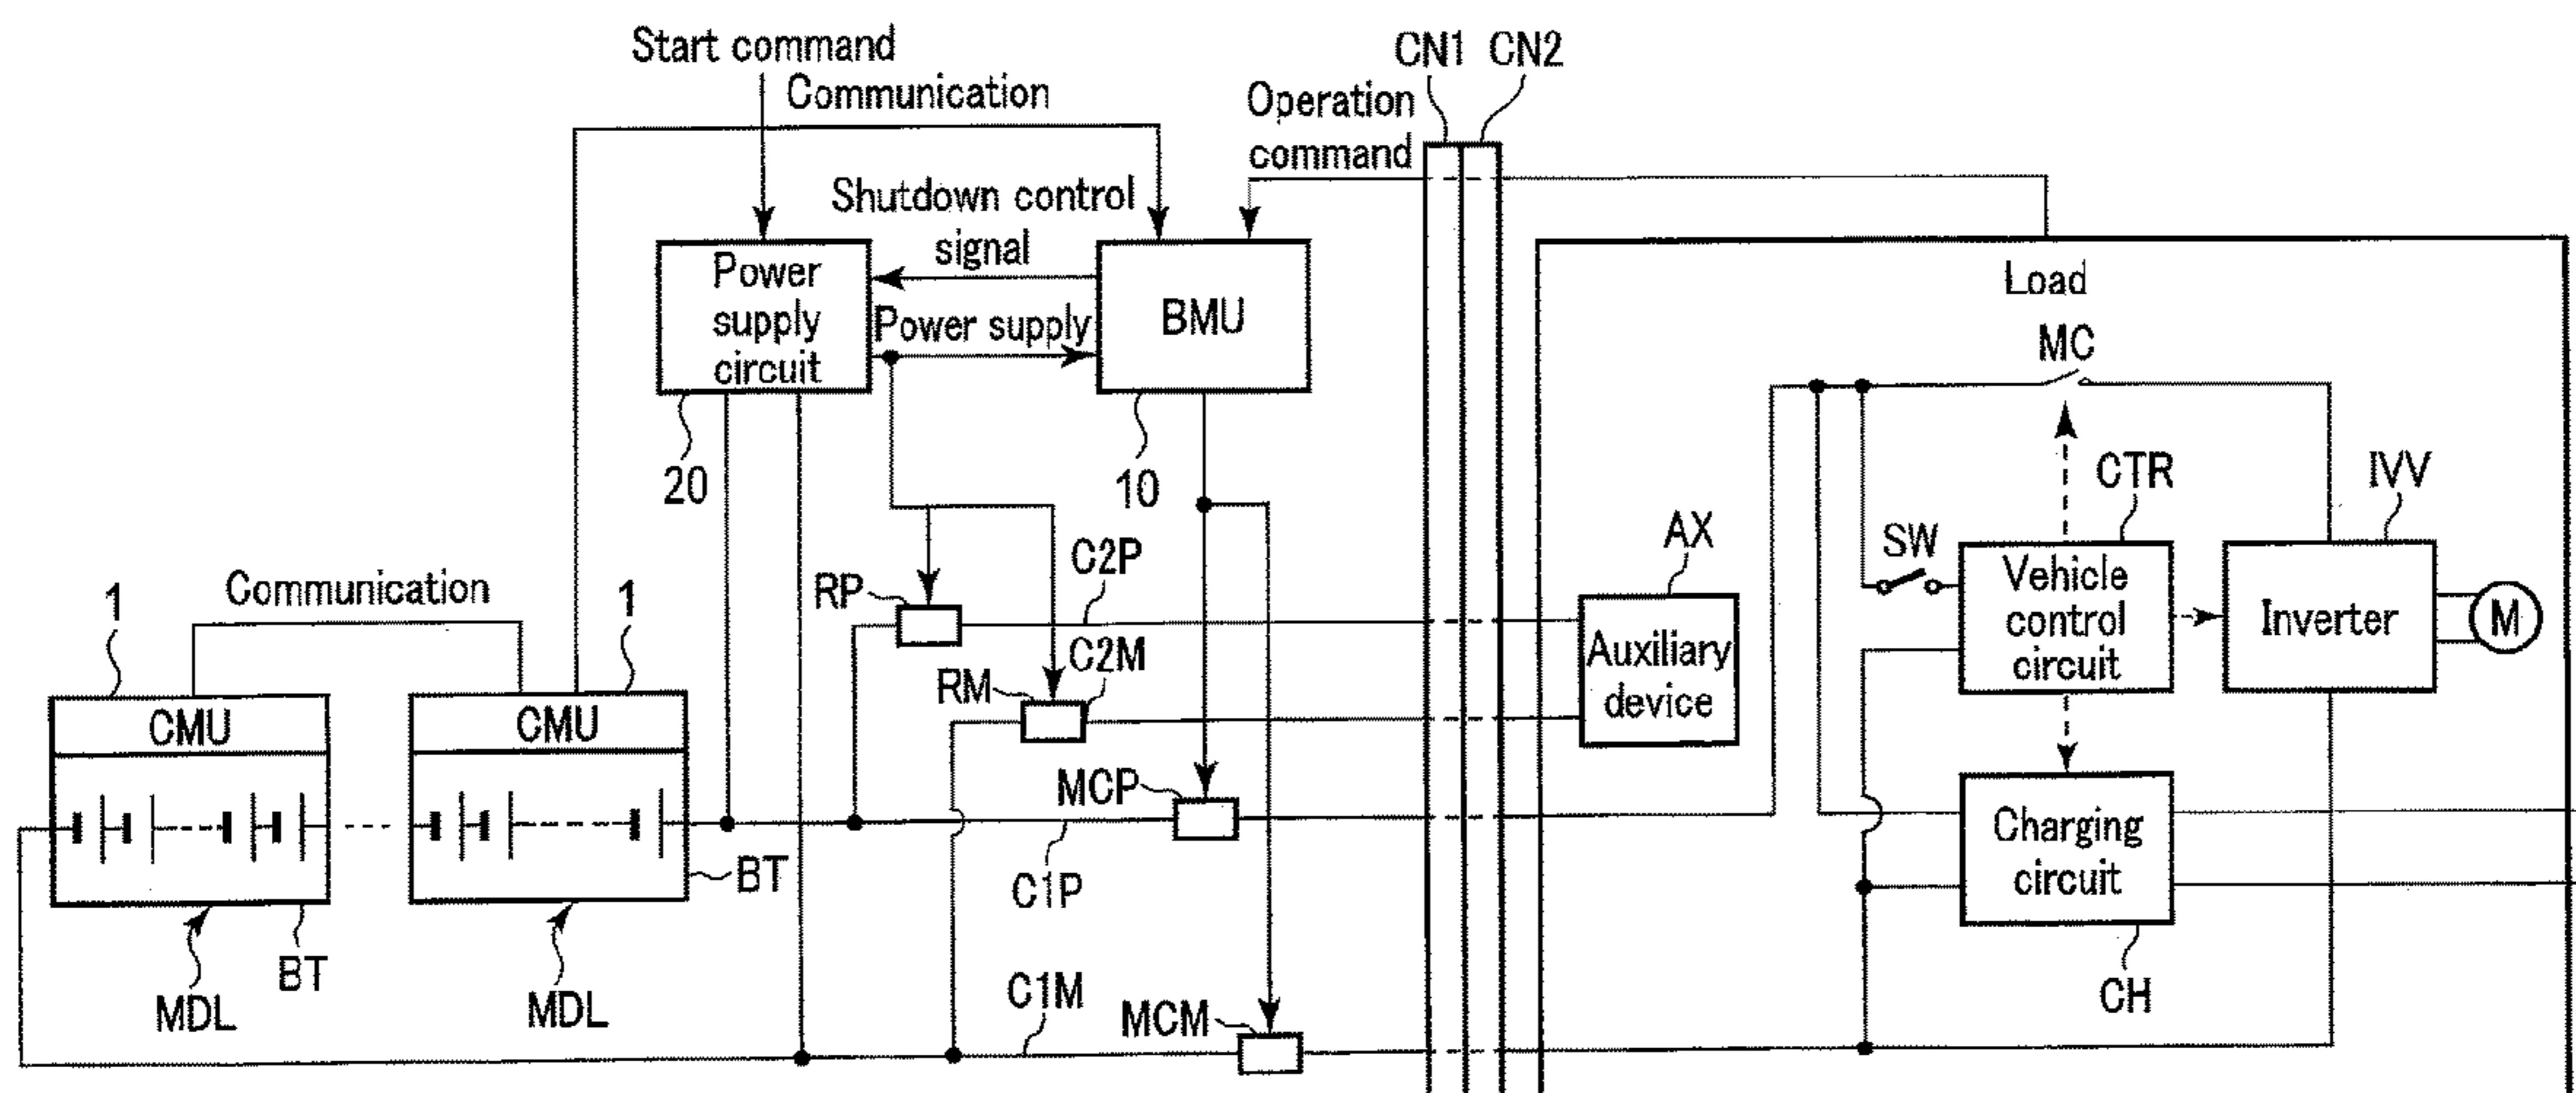 Start command
Communication
CN1 CN2
Operation
command
Shutdown control
signal
Power
supply
circuit
Power supply
BMU
Load
MC
20
10
CTR
IVV
AX
SW
C2P
RP
Communication
1
1
Vehicle
control
circuit
Inverter
M
Auxiliary
device
C2M
RM
CMU
CMU
MCP
Charging
circuit
BT
C1P
BT
MDL
MDL
C1M
MCM
CH